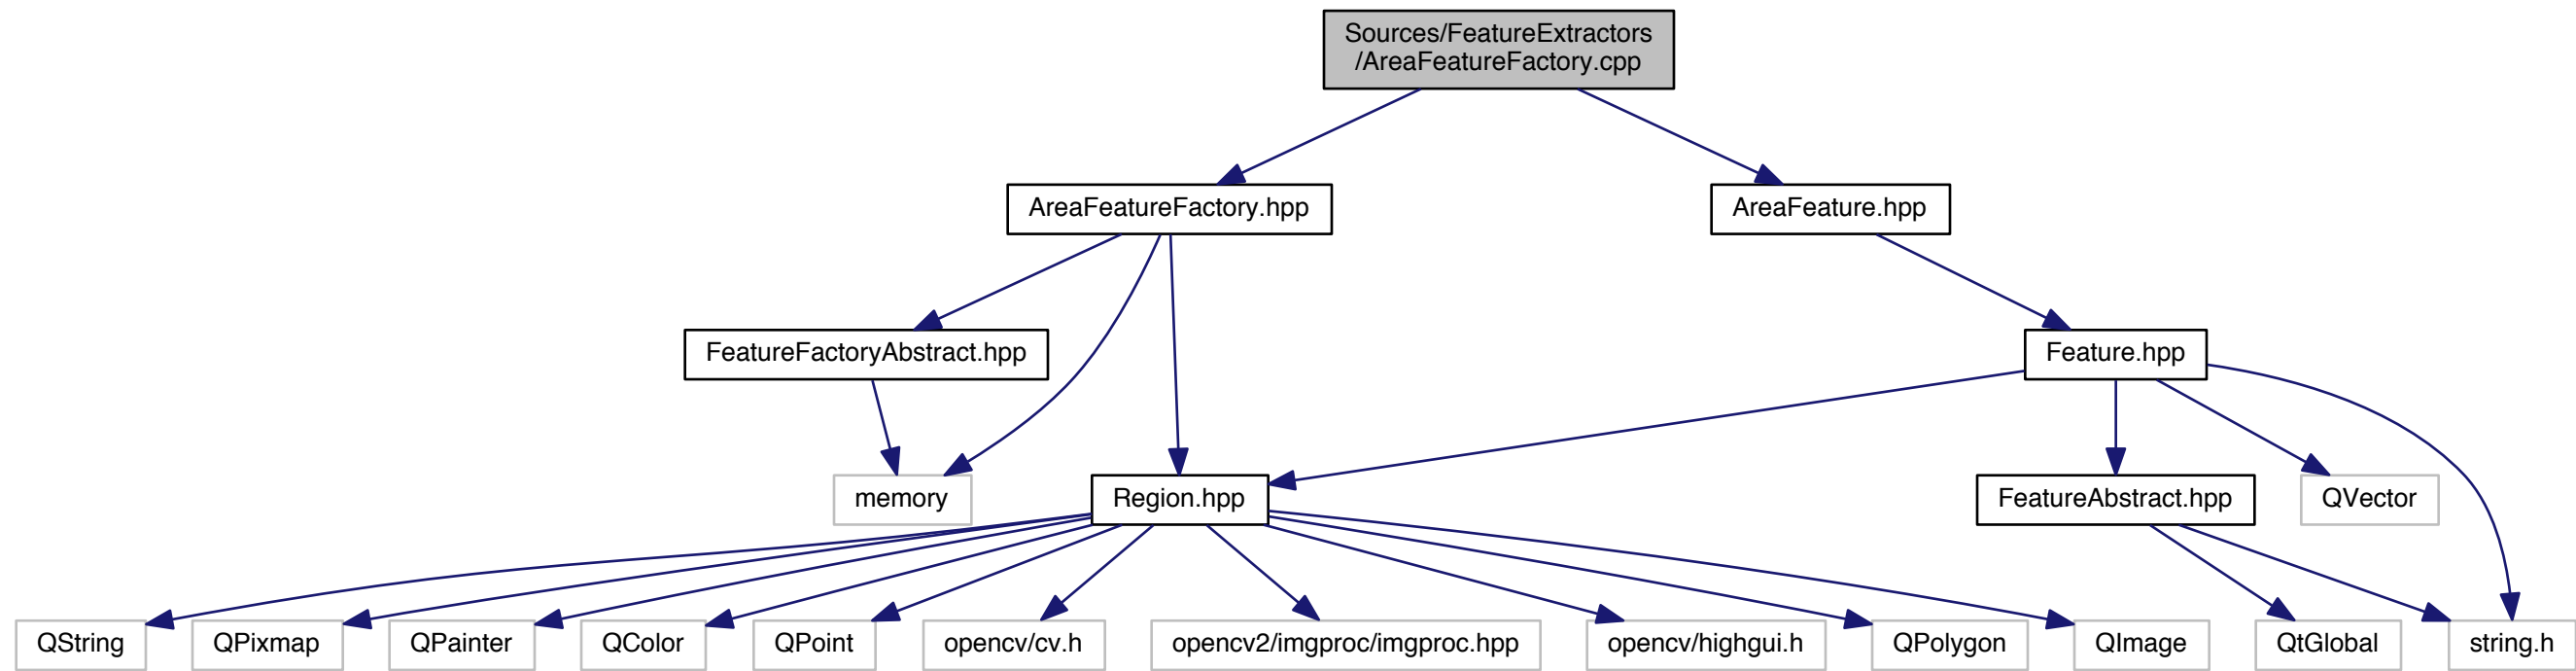 Sources/FeatureExtractors
/AreaFeatureFactory.cpp
AreaFeatureFactory.hpp
AreaFeature.hpp
FeatureFactoryAbstract.hpp
Feature.hpp
memory
Region.hpp
FeatureAbstract.hpp
QVector
QString
QPixmap
QPainter
QColor
QPoint
opencv/cv.h
opencv2/imgproc/imgproc.hpp
opencv/highgui.h
QPolygon
QImage
QtGlobal
string.h